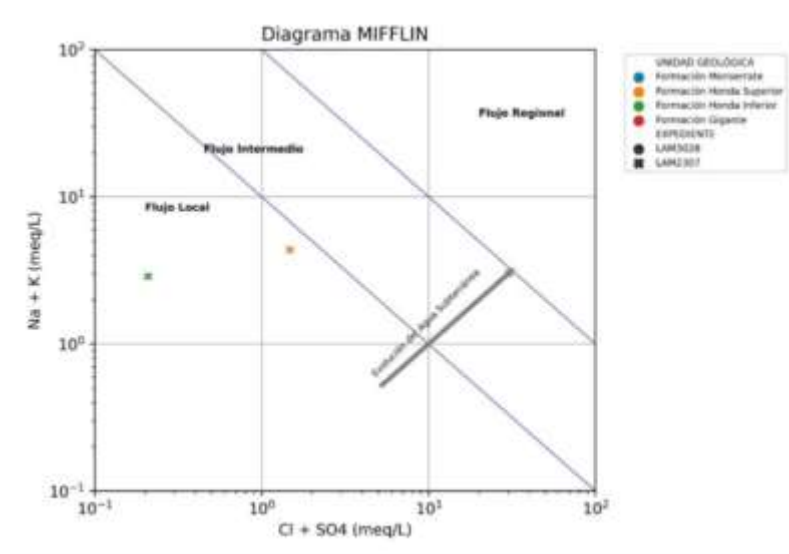 Diagrama MIFFLIN
10²
10¹
10⁰
10⁻¹
Na + K (meq/L)
Flujo Regional
Flujo Intermedio
Flujo Local
Evolución del Agua Subterránea
10⁻¹
10⁰
10¹
10²
Cl + SO4 (meq/L)
UNIDAD GEOLÓGICA
Formación Monserrate
Formación Honda Superior
Formación Honda Inferior
Formación Gigante
EXPEDIENTE
LAM3028
LAM2307